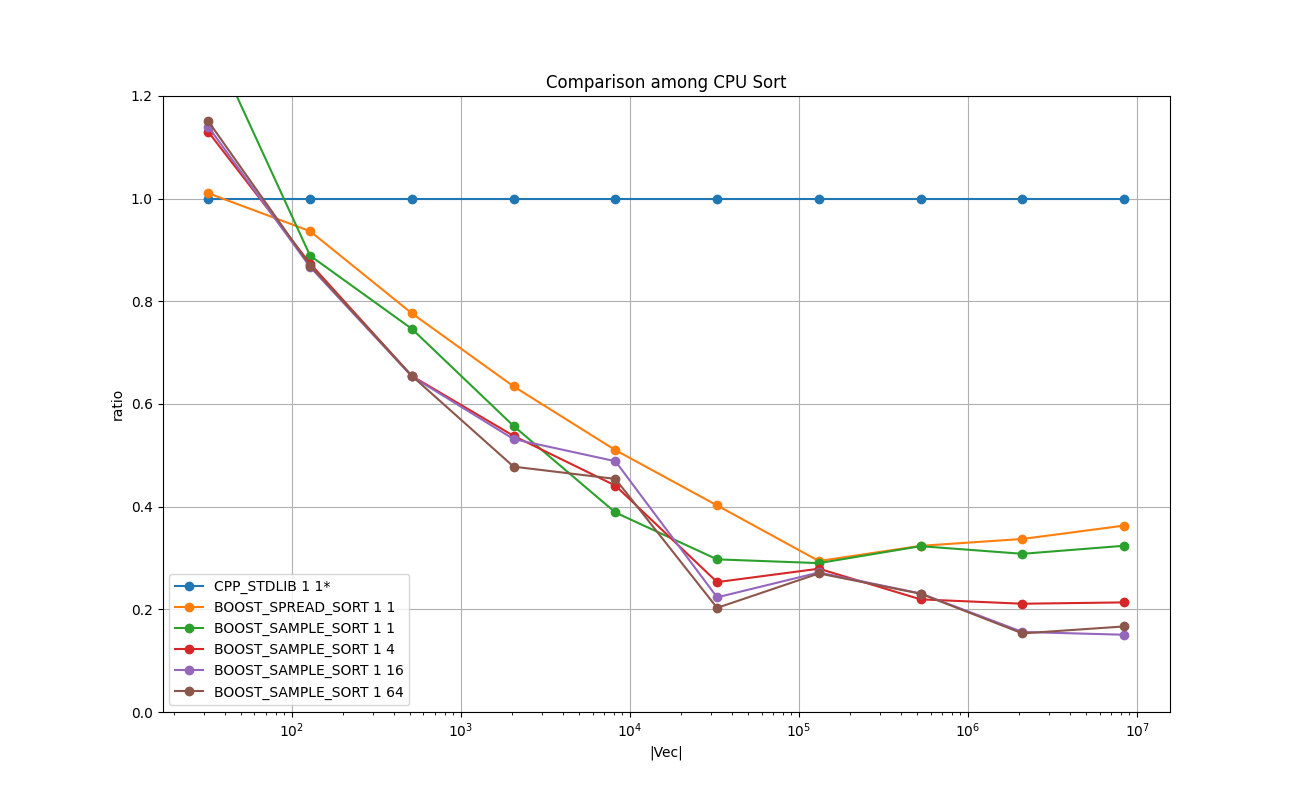 Comparison among CPU Sort
1.2
1.0
0.8
0.6
0.4
0.2
0.0
ratio
CPP_STDLIB 1 1*
BOOST_SPREAD_SORT 1 1
BOOST_SAMPLE_SORT 1 1
BOOST_SAMPLE_SORT 1 4
BOOST_SAMPLE_SORT 1 16
BOOST_SAMPLE_SORT 1 64
10² 10³ 10⁴ 10⁵ 10⁶ 10⁷
|Vec|